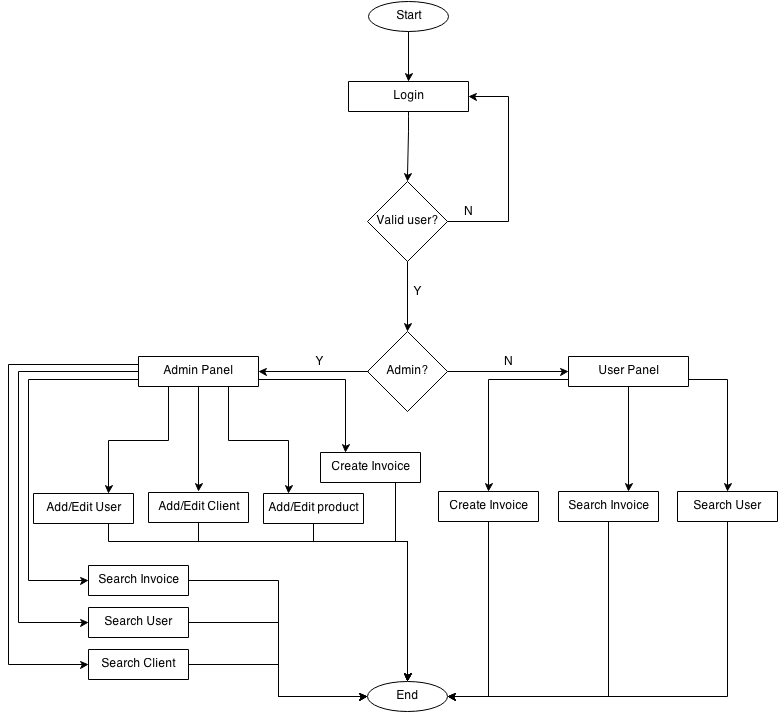 Start
Login
Valid user?
N
Y
Admin Panel
Y
Admin?
N
User Panel
Create Invoice
Add/Edit User
Add/Edit Client
Add/Edit product
Create Invoice
Search Invoice
Search User
Search Invoice
Search User
Search Client
End